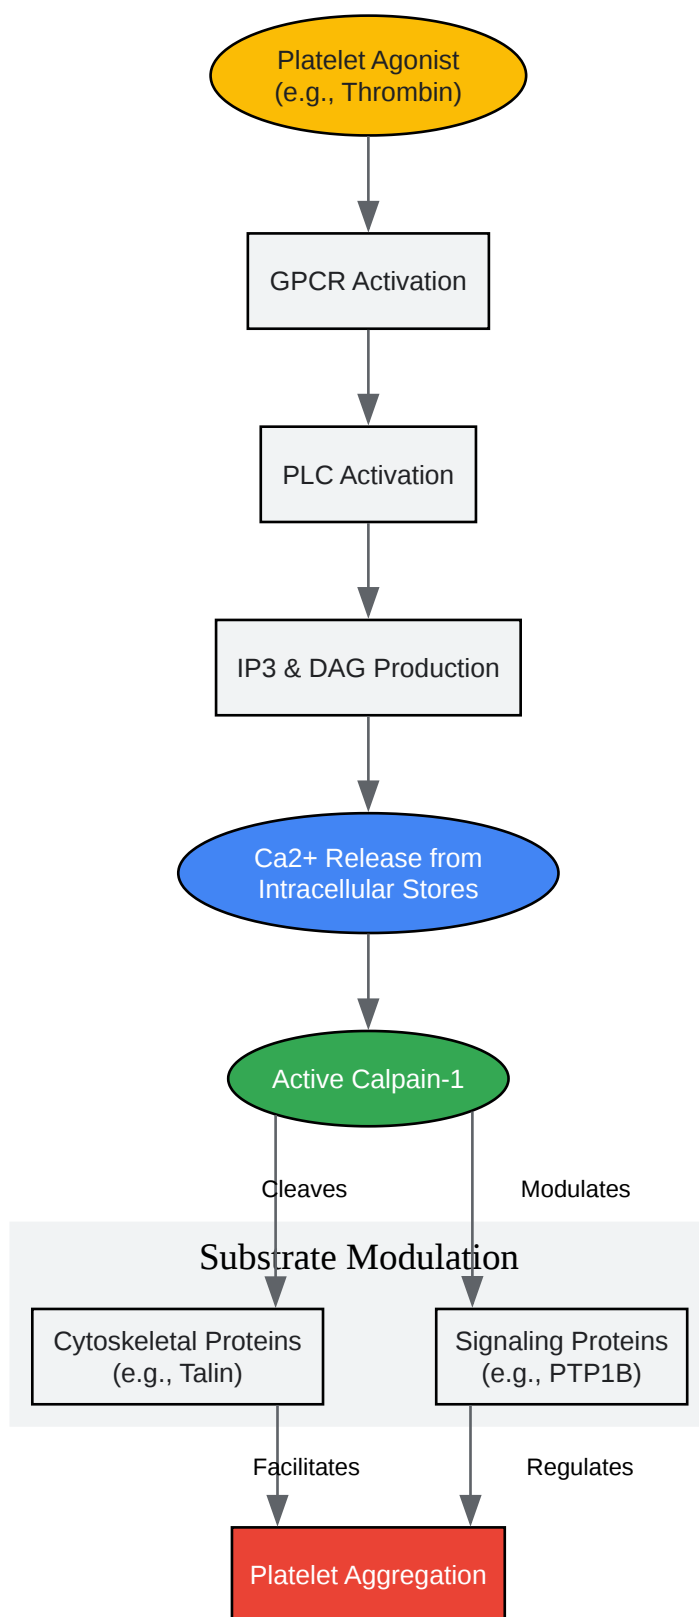 Platelet Agonist
(e.g., Thrombin)
GPCR Activation
PLC Activation
IP3 & DAG Production
Ca2+ Release from
Intracellular Stores
Active Calpain-1
Cleaves
Modulates
Substrate Modulation
Cytoskeletal Proteins
(e.g., Talin)
Signaling Proteins
(e.g., PTP1B)
Facilitates
Regulates
Platelet Aggregation